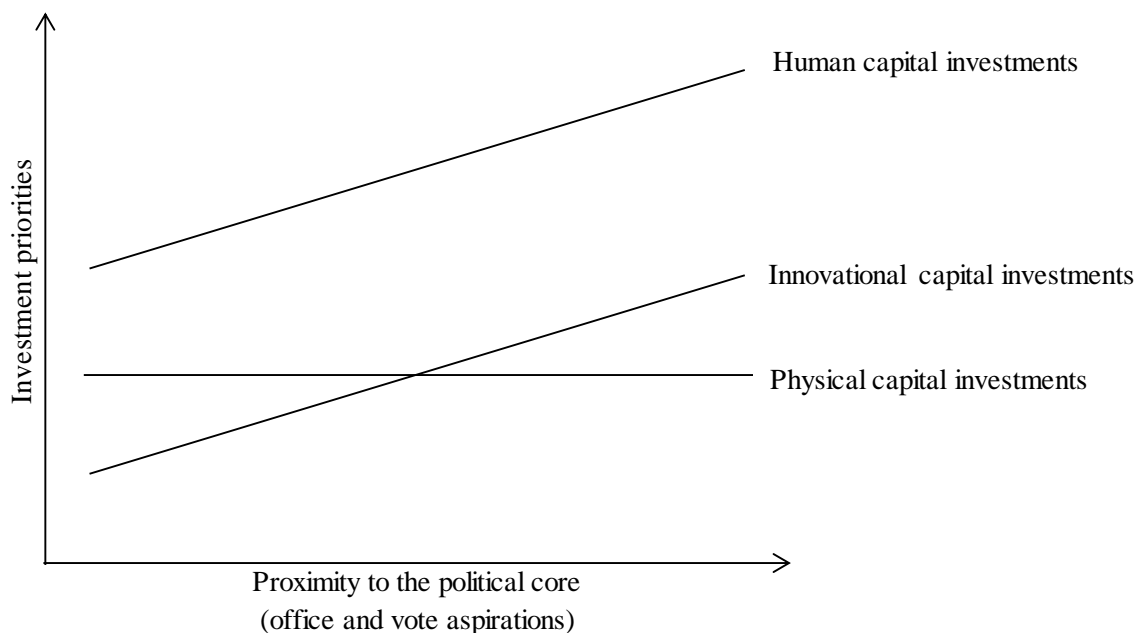 Human capital investments
Innovational capital investments
Physical capital investments
Investment priorities
Proximity to the political core
(office and vote aspirations)